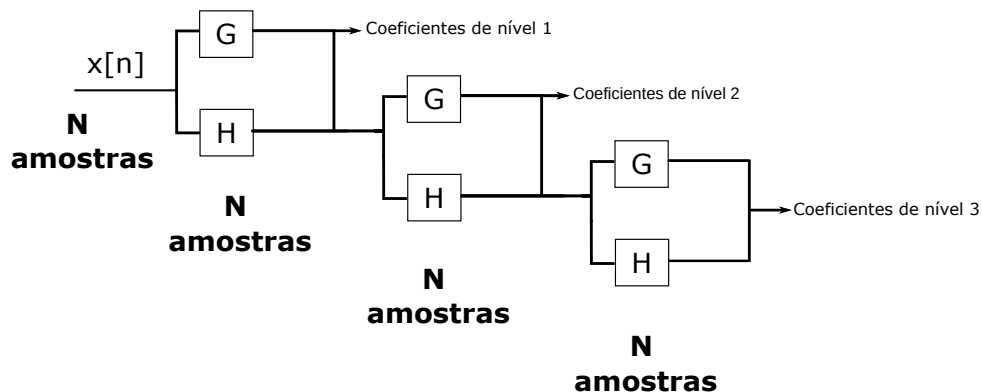 G
Coeficientes de nível 1
x[n]
H
N
amostras
G
Coeficientes de nível 2
H
N
amostras
G
Coeficientes de nível 3
H
N
amostras
N
amostras